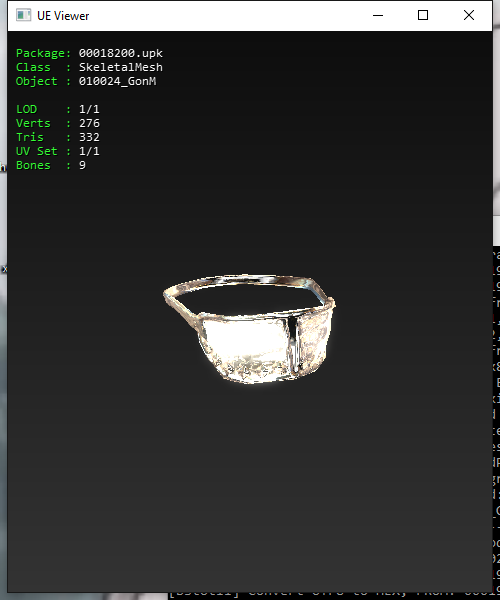 UE Viewer
Package: 00018200.upk
Class : SkeletalMesh
Object : 010024_GonM
LOD : 1/1
Verts : 276
Tris : 332
UV Set : 1/1
Bones : 9